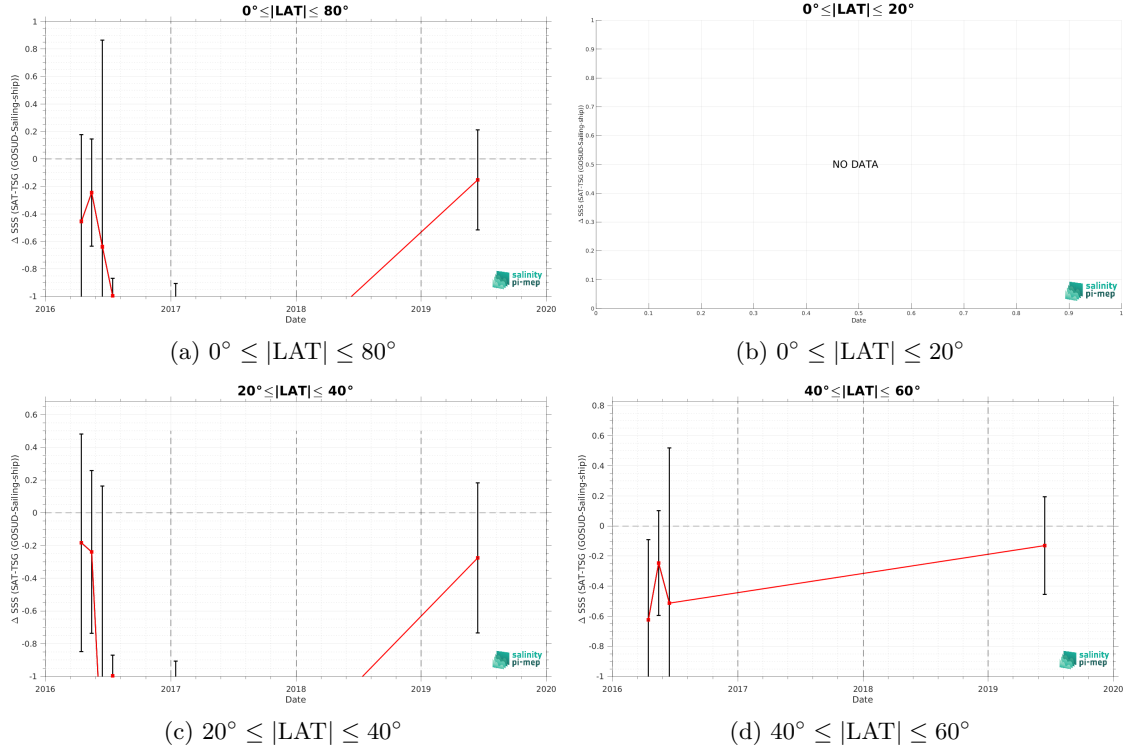 0°≤|LAT|≤ 80°
1
0.8
0.6
0.4
0.2
0
-0.2
-0.4
-0.6
-0.8
-1
Δ SSS (SAT-TSG (GOSUD-Sailing-ship))
2016 2017 2018 2019 2020
Date
salinity
pi-mep
(a) 0° ≤ |LAT| ≤ 80°
0°≤|LAT|≤ 20°
1
0.9
0.8
0.7
0.6
0.5
0.4
0.3
0.2
0.1
0
Δ SSS (SAT-TSG (GOSUD-Sailing-ship))
NO DATA
0 0.1 0.2 0.3 0.4 0.5 0.6 0.7 0.8 0.9 1
Date
salinity
pi-mep
(b) 0° ≤ |LAT| ≤ 20°
20°≤|LAT|≤ 40°
0.6
0.4
0.2
0
-0.2
-0.4
-0.6
-0.8
-1
Δ SSS (SAT-TSG (GOSUD-Sailing-ship))
2016 2017 2018 2019 2020
Date
salinity
pi-mep
(c) 20° ≤ |LAT| ≤ 40°
40°≤|LAT|≤ 60°
0.8
0.6
0.4
0.2
0
-0.2
-0.4
-0.6
-0.8
-1
Δ SSS (SAT-TSG (GOSUD-Sailing-ship))
2016 2017 2018 2019 2020
Date
salinity
pi-mep
(d) 40° ≤ |LAT| ≤ 60°